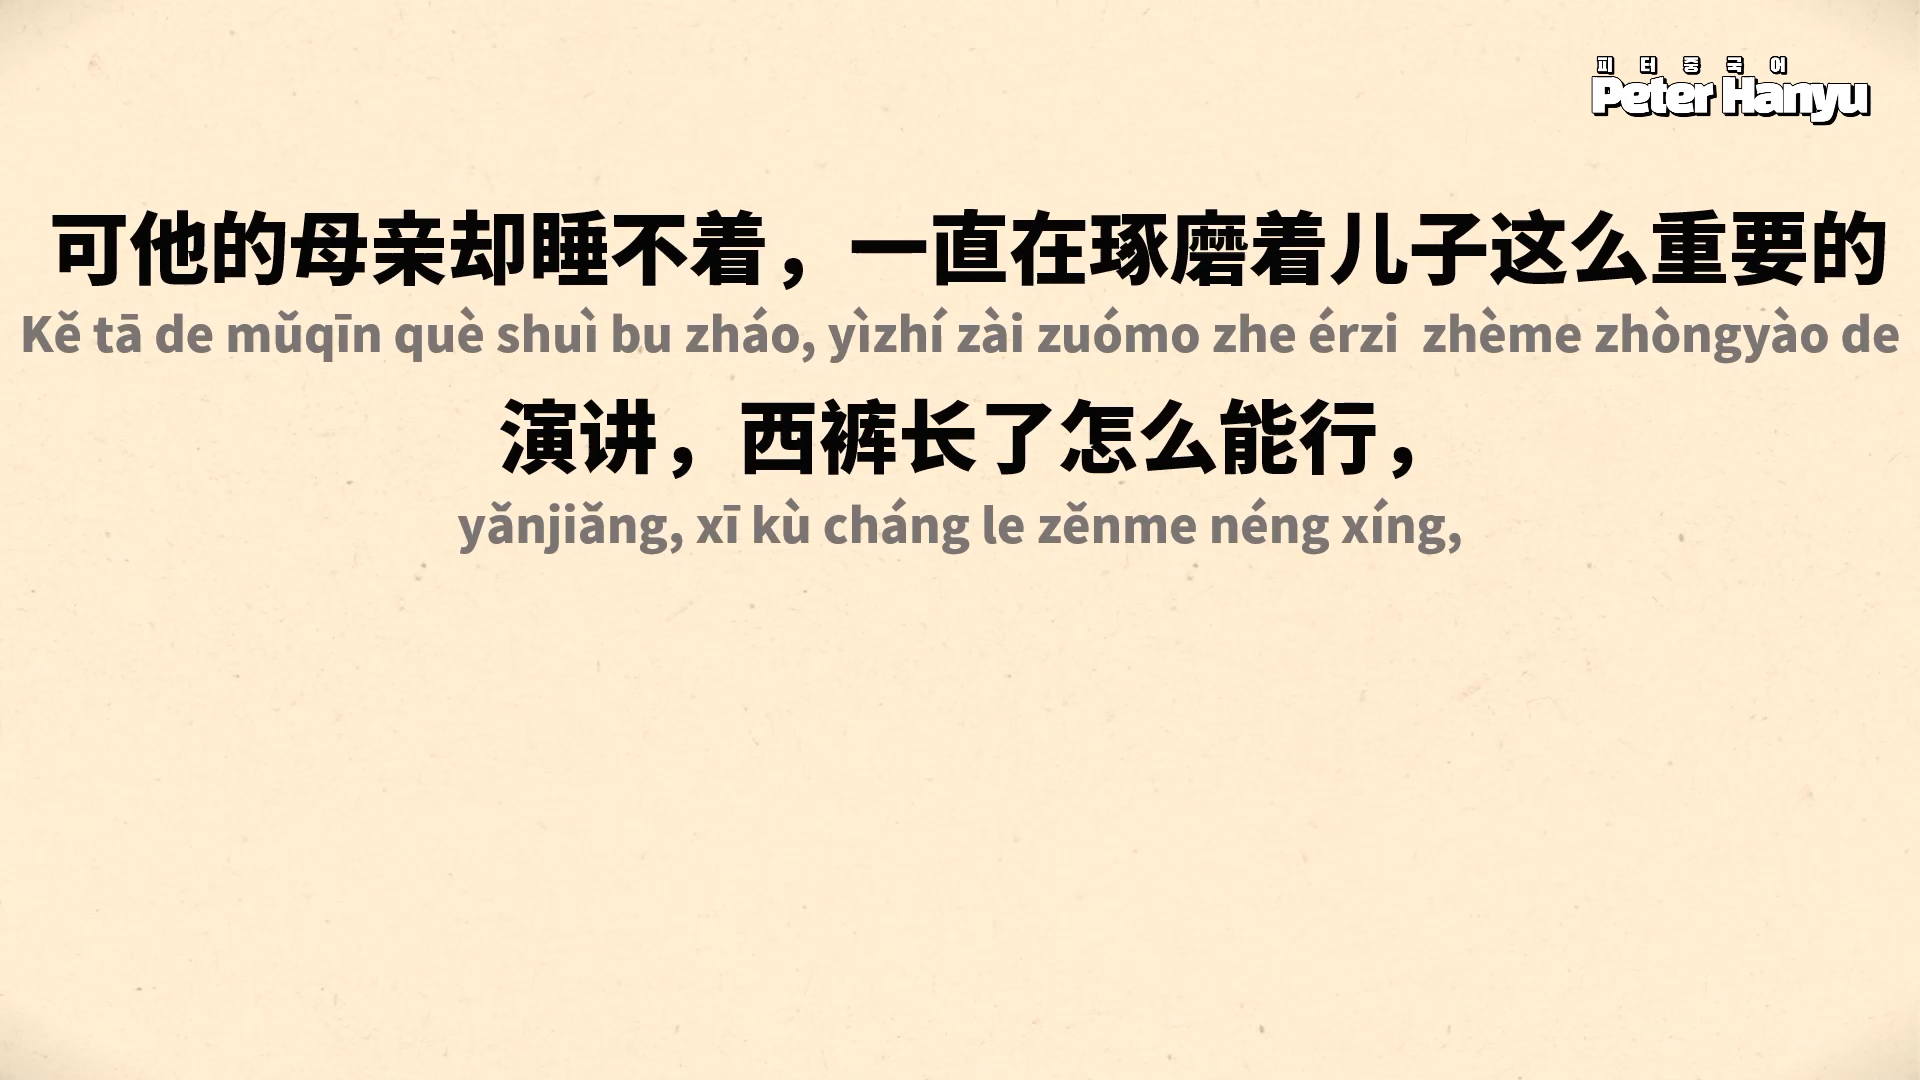 피터중국어
Peter Hanyu
可他的母亲却睡不着，一直在琢磨着儿子这么重要的
Kě tā de mǔqīn què shuì bu zháo, yìzhí zài zuómo zhe érzi  zhème zhòngyào de
演讲，西裤长了怎么能行，
yǎnjiǎng, xī kù cháng le zěnme néng xíng,